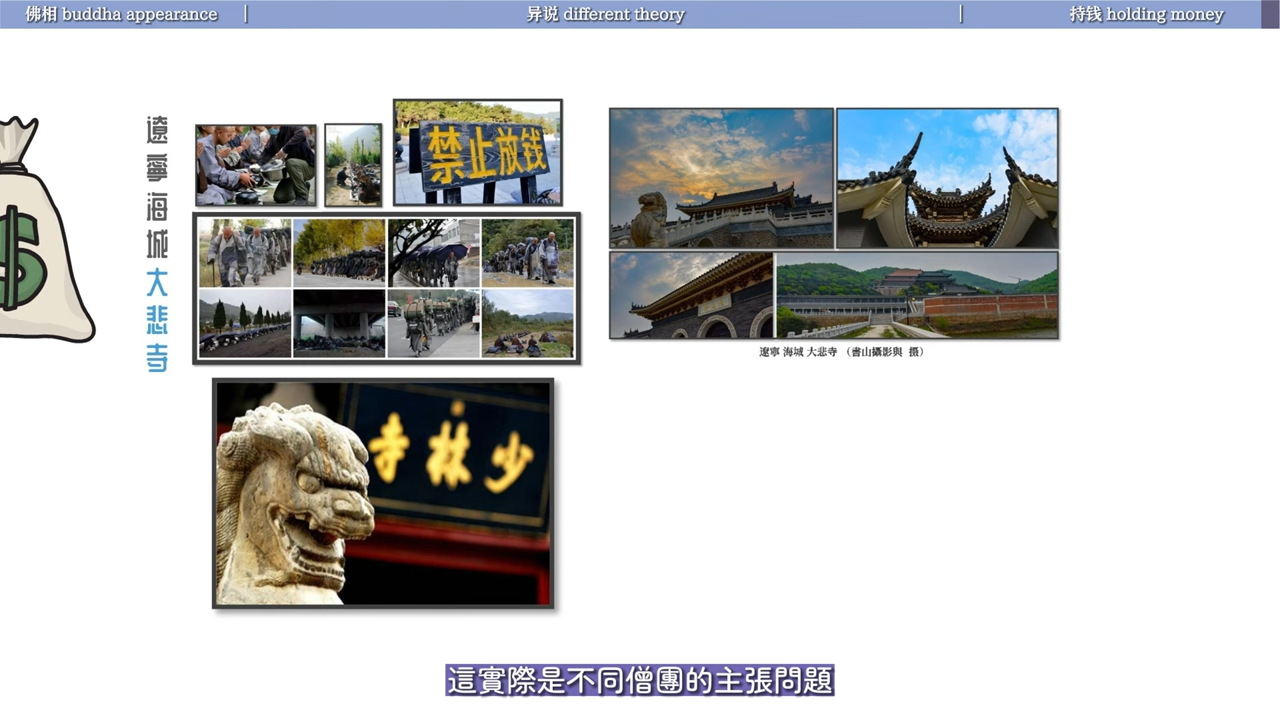 佛相 buddha appearance
异说 different theory
持钱 holding money
遼寧海城大悲寺
禁止放钱
$
遼寧 海城 大悲寺 （書山攝影與 摄）
寺林少
這實際是不同僧團的主張問題